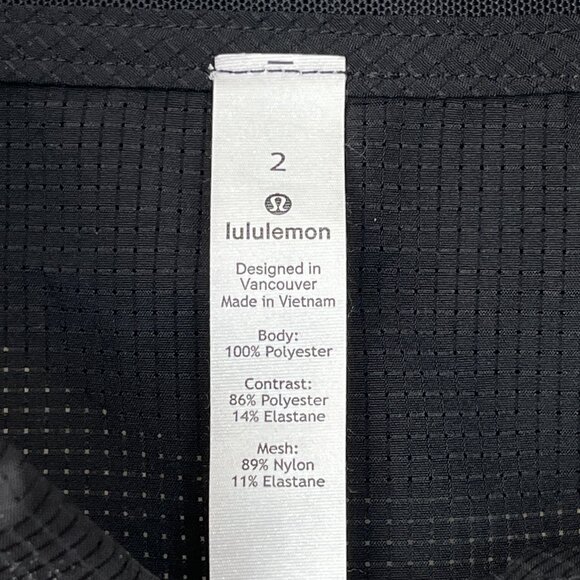 2
lululemon
Designed in
Vancouver
Made in Vietnam
Body:
100% Polyester
Contrast:
86% Polyester
14% Elastane
Mesh:
89% Nylon
11% Elastane